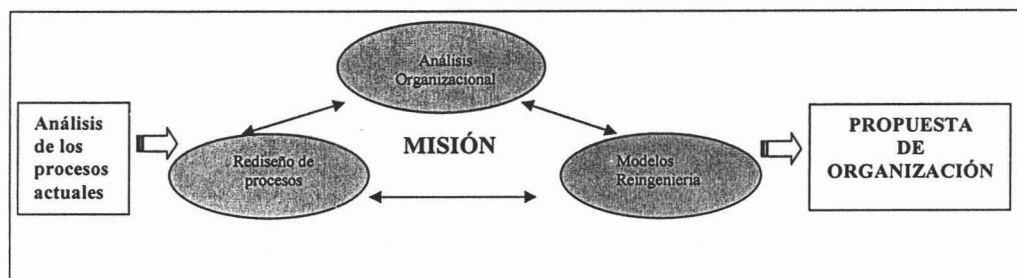 Análisis
Organizacional
Análisis
de los
procesos
actuales
MISIÓN
Rediseño de
procesos
Modelos
Reingeniería
PROPUESTA
DE
ORGANIZACIÓN